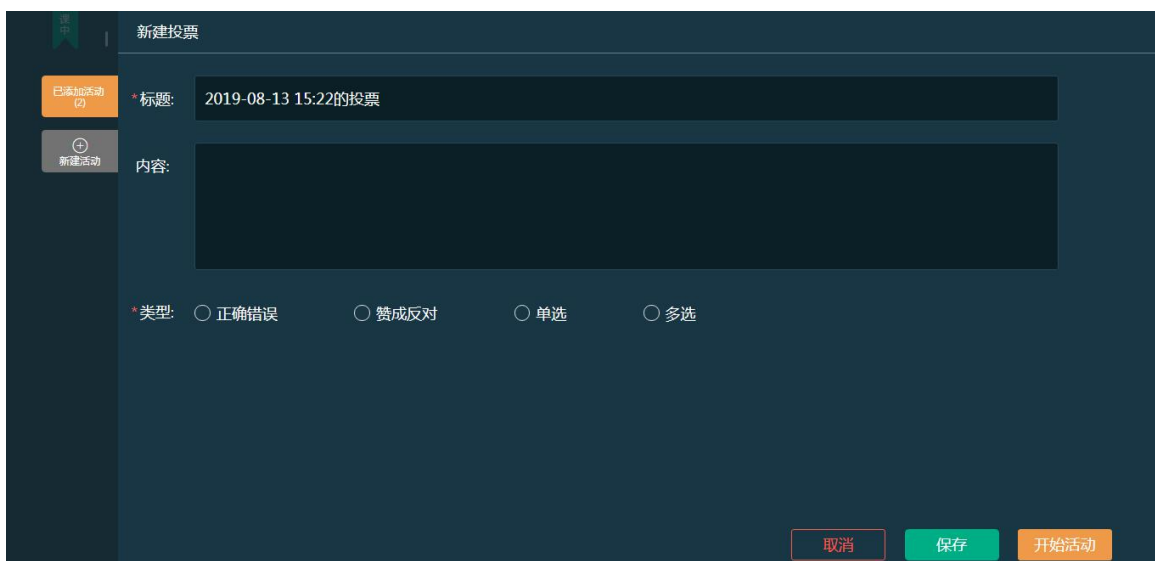 课
中
新建投票
已添加活动
(2)
新建活动
*标题: 2019-08-13 15:22的投票
内容:
*类型: 正确错误 赞成反对 单选 多选
取消 保存 开始活动